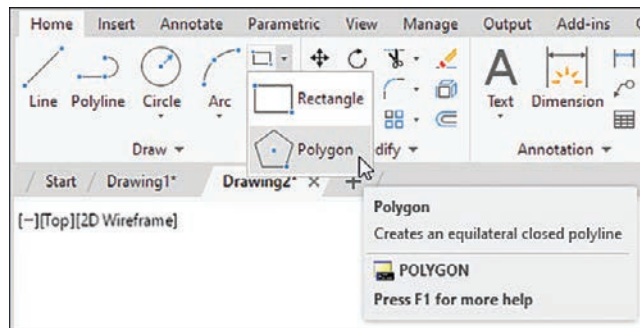 Home Insert Annotate Parametric View Manage Output Add-ins
Line Polyline Circle Arc
Rectangle
Polygon
Text Dimension
Draw dify Annotation
Start Drawing1* Drawing2*
[−][Top][2D Wireframe]
Polygon
Creates an equilateral closed polyline
POLYGON
Press F1 for more help